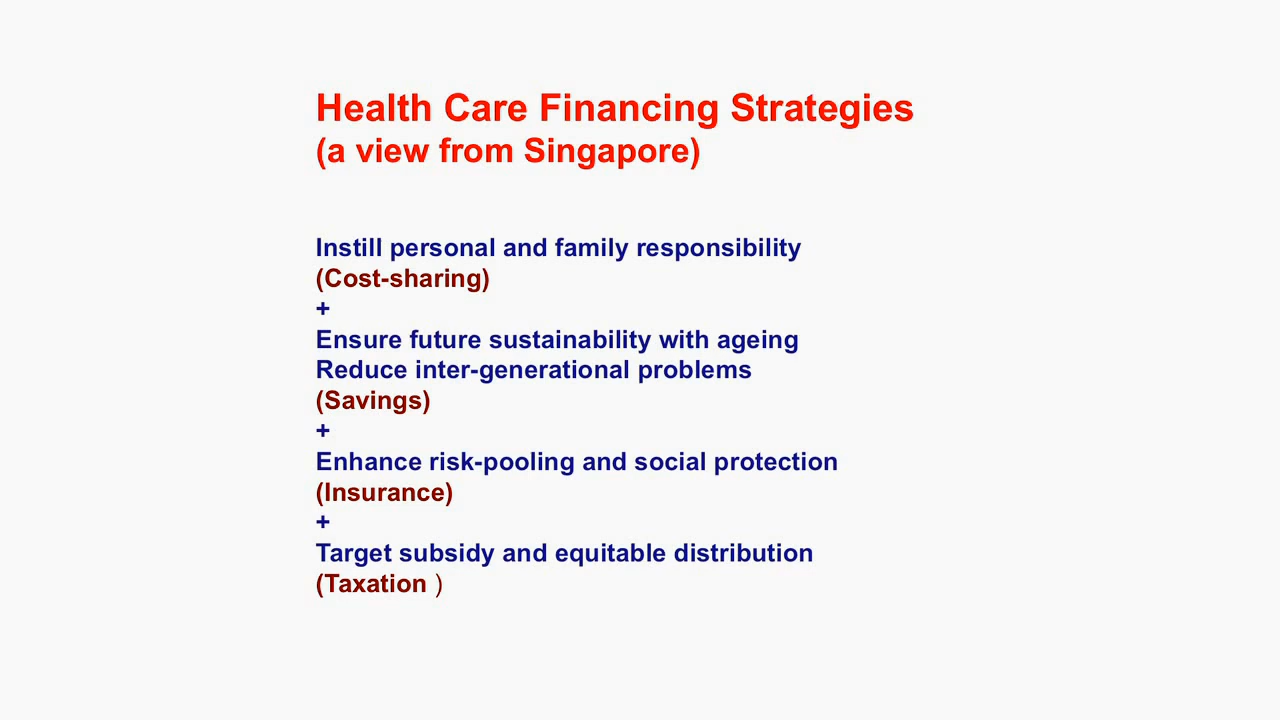 Health Care Financing Strategies
(a view from Singapore)
Instill personal and family responsibility
(Cost-sharing)
+
Ensure future sustainability with ageing
Reduce inter-generational problems
(Savings)
+
Enhance risk-pooling and social protection
(Insurance)
+
Target subsidy and equitable distribution
(Taxation )